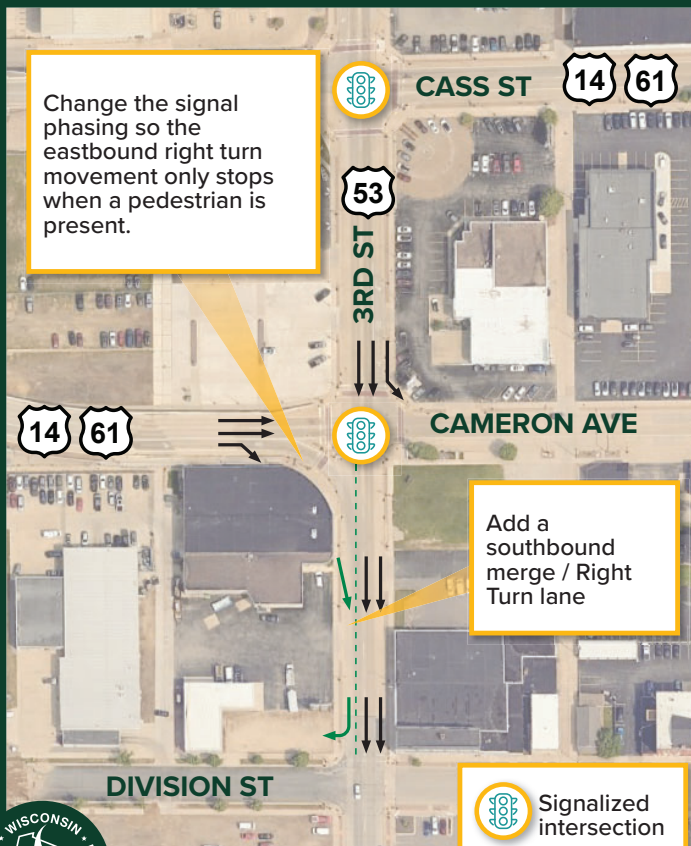 CASS ST
14
61
Change the signal
phasing so the
eastbound right turn
movement only stops
when a pedestrian is
present.
53
3RD ST
14
61
CAMERON AVE
Add a
southbound
merge / Right
Turn lane
DIVISION ST
WISCONSIN
Signalized
intersection